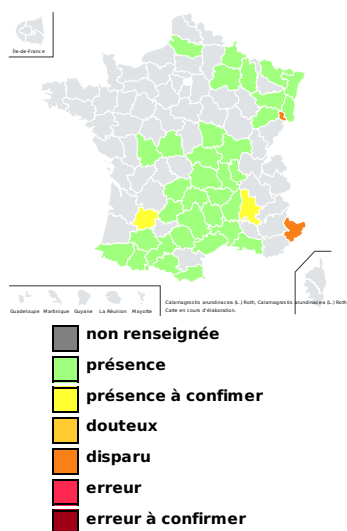 Île-de-France
Guadeloupe Martinique Guyane La Réunion Mayotte
Calamagrostis arundinacea (L.) Roth, Calamagrostis arundinacea (L.) Roth
Carte en cours d'élaboration.
non renseignée
présence
présence à confimer
douteux
disparu
erreur
erreur à confirmer